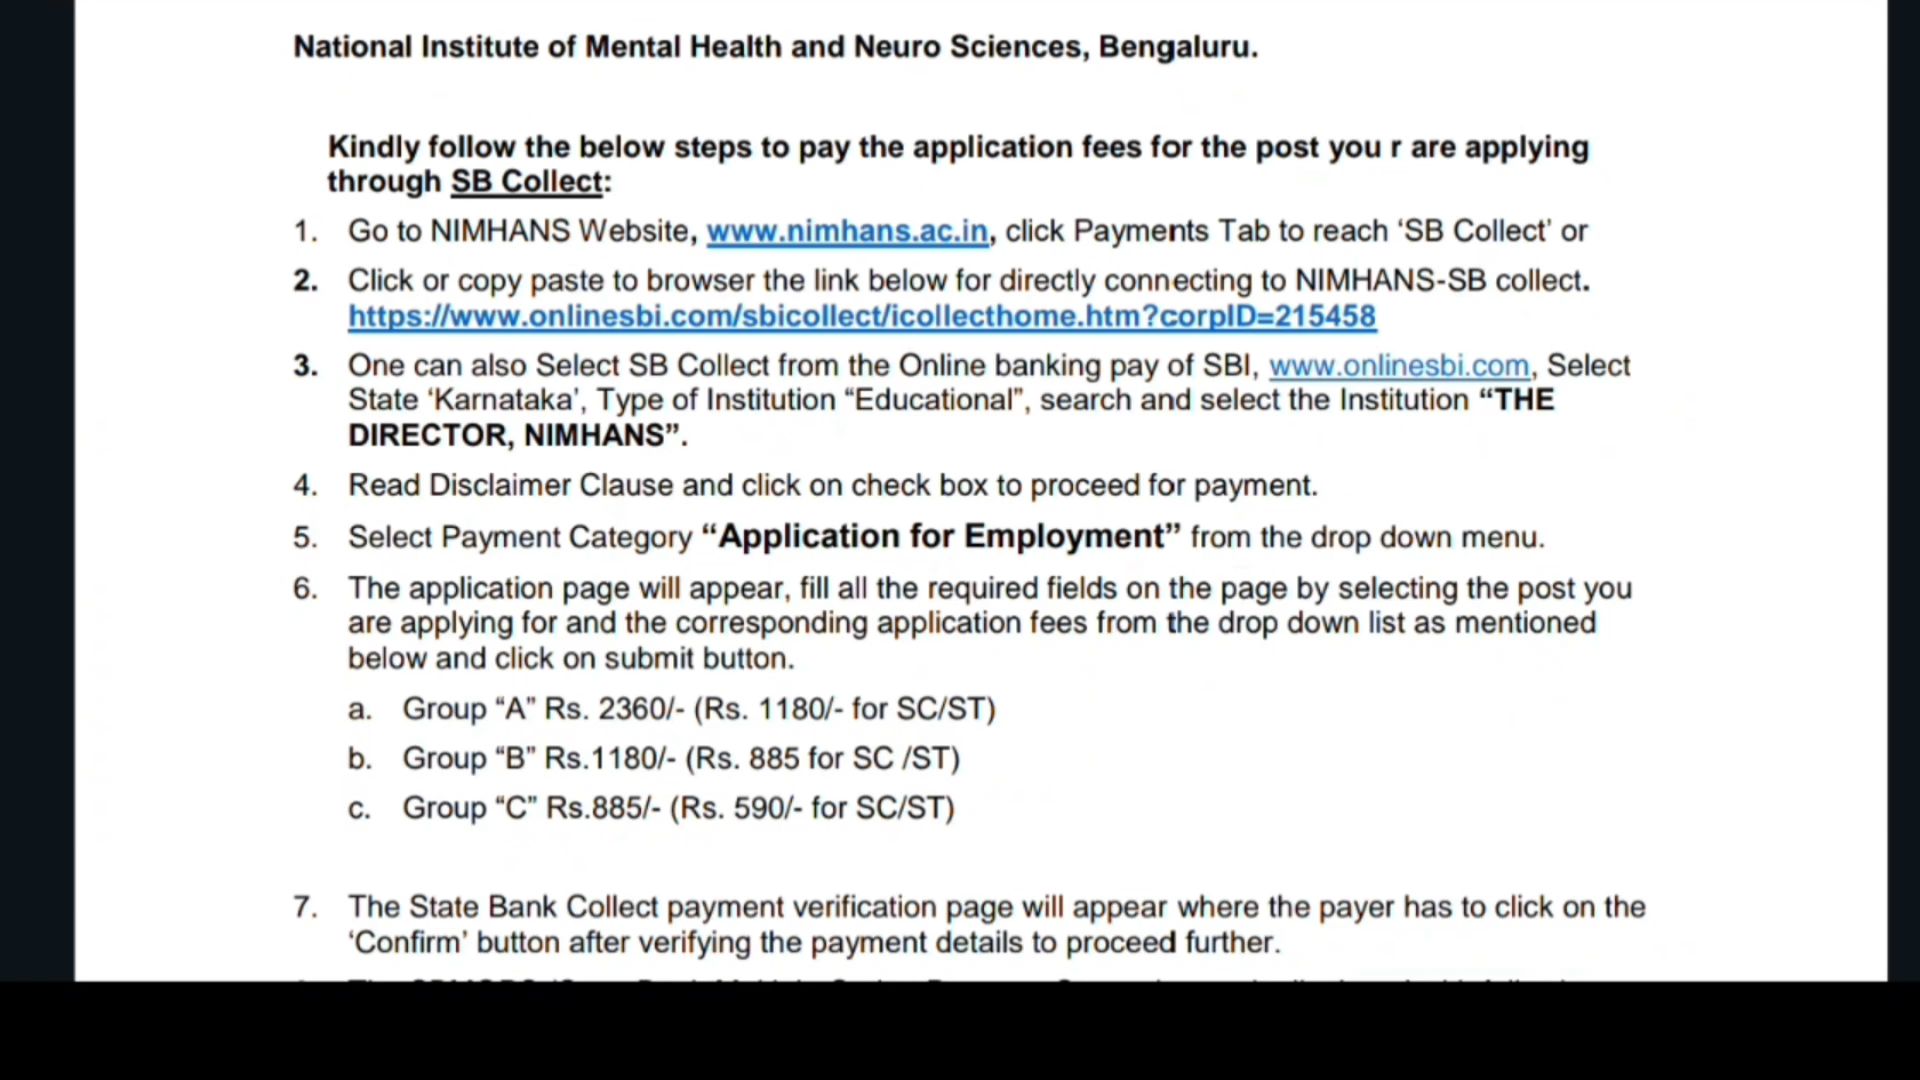 National Institute of Mental Health and Neuro Sciences, Bengaluru.
Kindly follow the below steps to pay the application fees for the post you r are applying
through SB Collect:
1. Go to NIMHANS Website, www.nimhans.ac.in, click Payments Tab to reach ‘SB Collect’ or
2. Click or copy paste to browser the link below for directly connecting to NIMHANS-SB collect.
https://www.onlinesbi.com/sbicollect/icollecthome.htm?corpID=215458
3. One can also Select SB Collect from the Online banking pay of SBI, www.onlinesbi.com, Select
State ‘Karnataka’, Type of Institution “Educational”, search and select the Institution “THE
DIRECTOR, NIMHANS”.
4. Read Disclaimer Clause and click on check box to proceed for payment.
5. Select Payment Category “Application for Employment” from the drop down menu.
6. The application page will appear, fill all the required fields on the page by selecting the post you
are applying for and the corresponding application fees from the drop down list as mentioned
below and click on submit button.
a. Group “A” Rs. 2360/- (Rs. 1180/- for SC/ST)
b. Group “B” Rs.1180/- (Rs. 885 for SC /ST)
c. Group “C” Rs.885/- (Rs. 590/- for SC/ST)
7. The State Bank Collect payment verification page will appear where the payer has to click on the
‘Confirm’ button after verifying the payment details to proceed further.